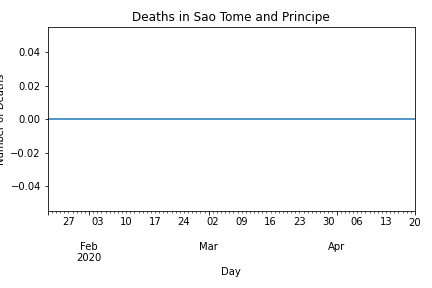 Deaths in Sao Tome and Principe
0.04
0.02
0.00
−0.02
−0.04
Number of Deaths
27 03 10 17 24 02 09 16 23 30 06 13 20
Feb Mar Apr
2020
Day